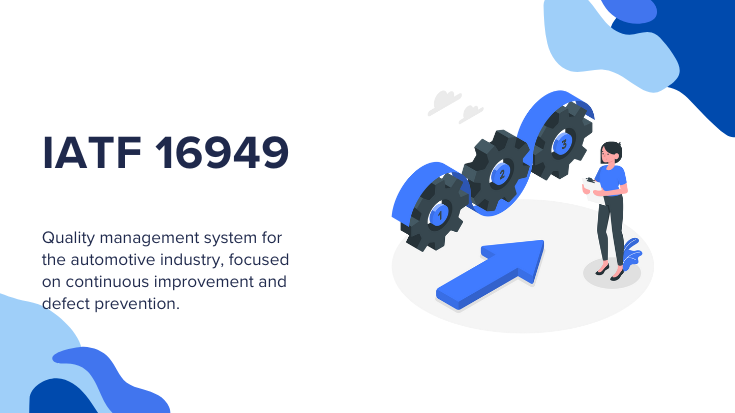 IATF 16949
Quality management system for
the automotive industry, focused
on continuous improvement and
defect prevention.
1
2
3